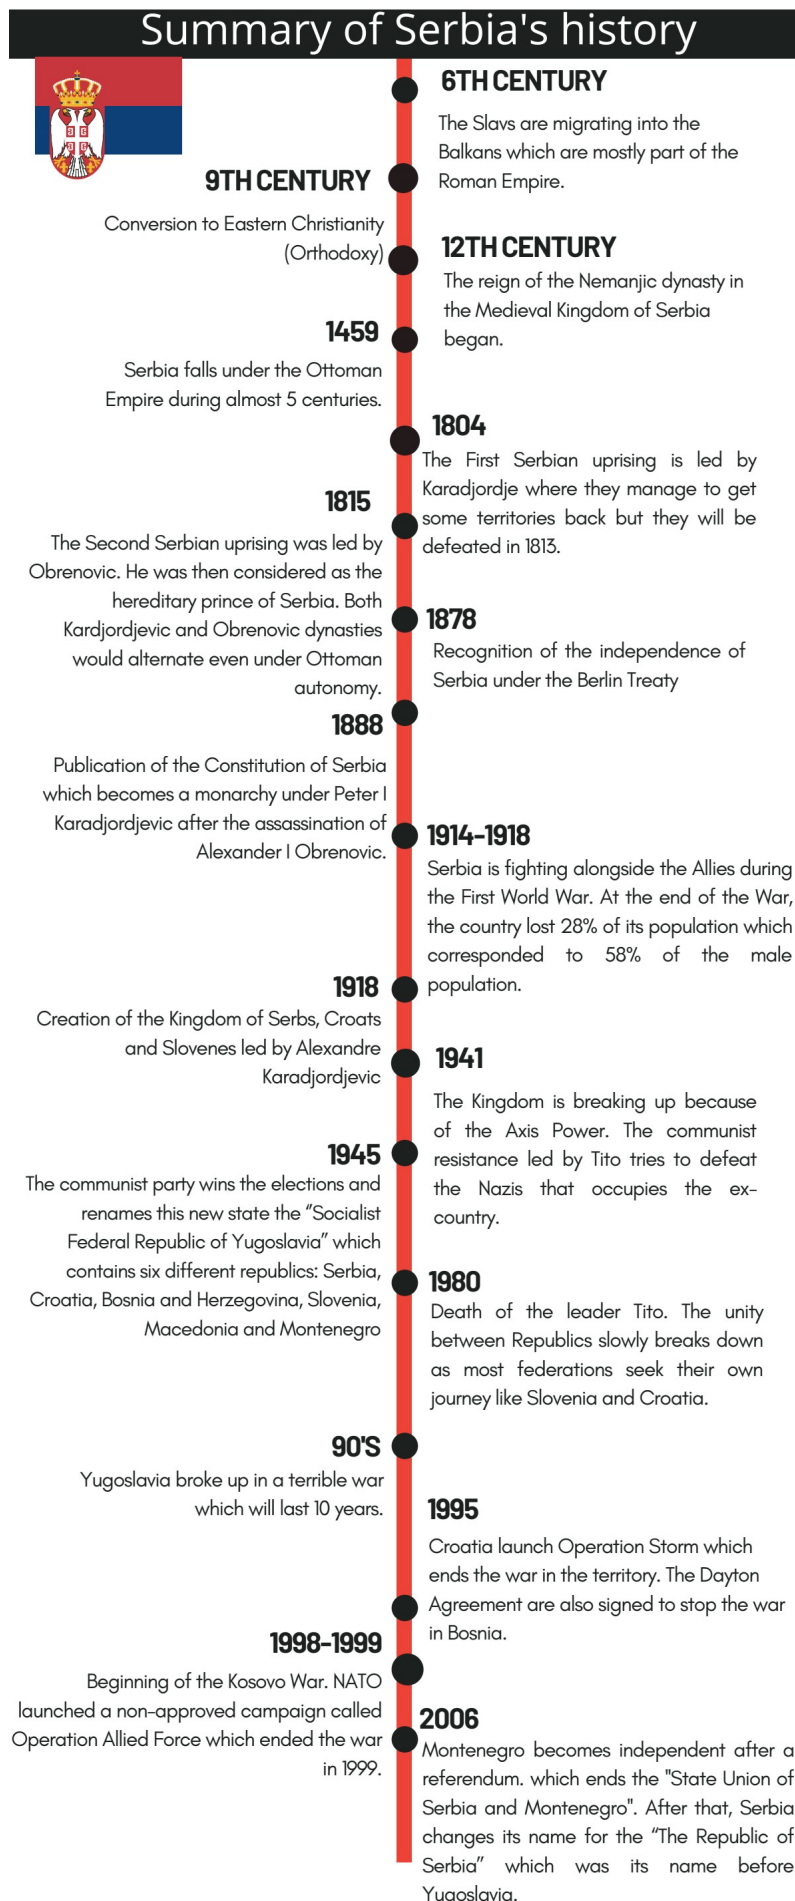 Summary of Serbia's history
6TH CENTURY
The Slavs are migrating into the
Balkans which are mostly part of the
Roman Empire.
9TH CENTURY
Conversion to Eastern Christianity
(Orthodoxy)
12TH CENTURY
The reign of the Nemanjic dynasty in
the Medieval Kingdom of Serbia
began.
1459
Serbia falls under the Ottoman
Empire during almost 5 centuries.
1804
The First Serbian uprising is led by
Karadjordje where they manage to get
some territories back but they will be
defeated in 1813.
1815
The Second Serbian uprising was led by
Obrenovic. He was then considered as the
hereditary prince of Serbia. Both
Kardjordjevic and Obrenovic dynasties
would alternate even under Ottoman
autonomy.
1878
Recognition of the independence of
Serbia under the Berlin Treaty
1888
Publication of the Constitution of Serbia
which becomes a monarchy under Peter I
Karadjordjevic after the assassination of
Alexander I Obrenovic.
1914-1918
Serbia is fighting alongside the Allies during
the First World War. At the end of the War,
the country lost 28% of its population which
corresponded to 58% of the male
population.
1918
Creation of the Kingdom of Serbs, Croats
and Slovenes led by Alexandre
Karadjordjevic
1941
The Kingdom is breaking up because
of the Axis Power. The communist
resistance led by Tito tries to defeat
the Nazis that occupies the ex-
country.
1945
The communist party wins the elections and
renames this new state the “Socialist
Federal Republic of Yugoslavia” which
contains six different republics: Serbia,
Croatia, Bosnia and Herzegovina, Slovenia,
Macedonia and Montenegro
1980
Death of the leader Tito. The unity
between Republics slowly breaks down
as most federations seek their own
journey like Slovenia and Croatia.
90'S
Yugoslavia broke up in a terrible war
which will last 10 years.
1995
Croatia launch Operation Storm which
ends the war in the territory. The Dayton
Agreement are also signed to stop the war
in Bosnia.
1998-1999
Beginning of the Kosovo War. NATO
launched a non-approved campaign called
Operation Allied Force which ended the war
in 1999.
2006
Montenegro becomes independent after a
referendum. which ends the "State Union of
Serbia and Montenegro". After that, Serbia
changes its name for the “The Republic of
Serbia” which was its name before
Yugoslavia.